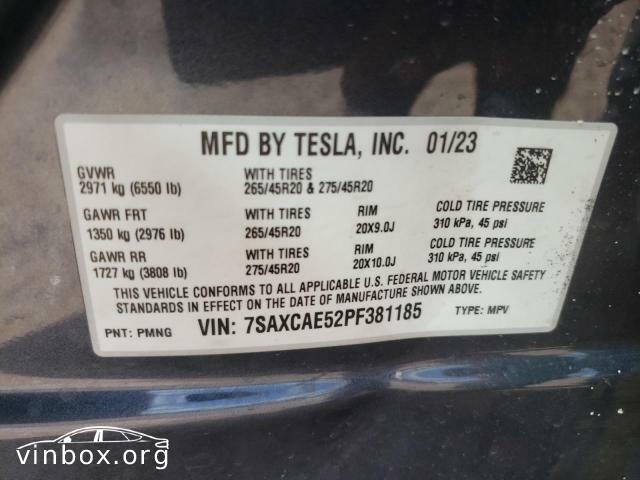 MFD BY TESLA, INC. 01/23
GVWR WITH TIRES
2971 kg (6550 lb) 265/45R20 & 275/45R20
GAWR FRT WITH TIRES RIM COLD TIRE PRESSURE
1350 kg (2976 lb) 265/45R20 20X9.0J 310 kPa, 45 psi
GAWR RR WITH TIRES RIM COLD TIRE PRESSURE
1727 kg (3808 lb) 275/45R20 20X10.0J 310 kPa, 45 psi
THIS VEHICLE CONFORMS TO ALL APPLICABLE U.S. FEDERAL MOTOR VEHICLE SAFETY
STANDARDS IN EFFECT ON THE DATE OF MANUFACTURE SHOWN ABOVE.
PNT: PMNG VIN: 7SAXCAE52PF381185 TYPE: MPV
vinbox.org